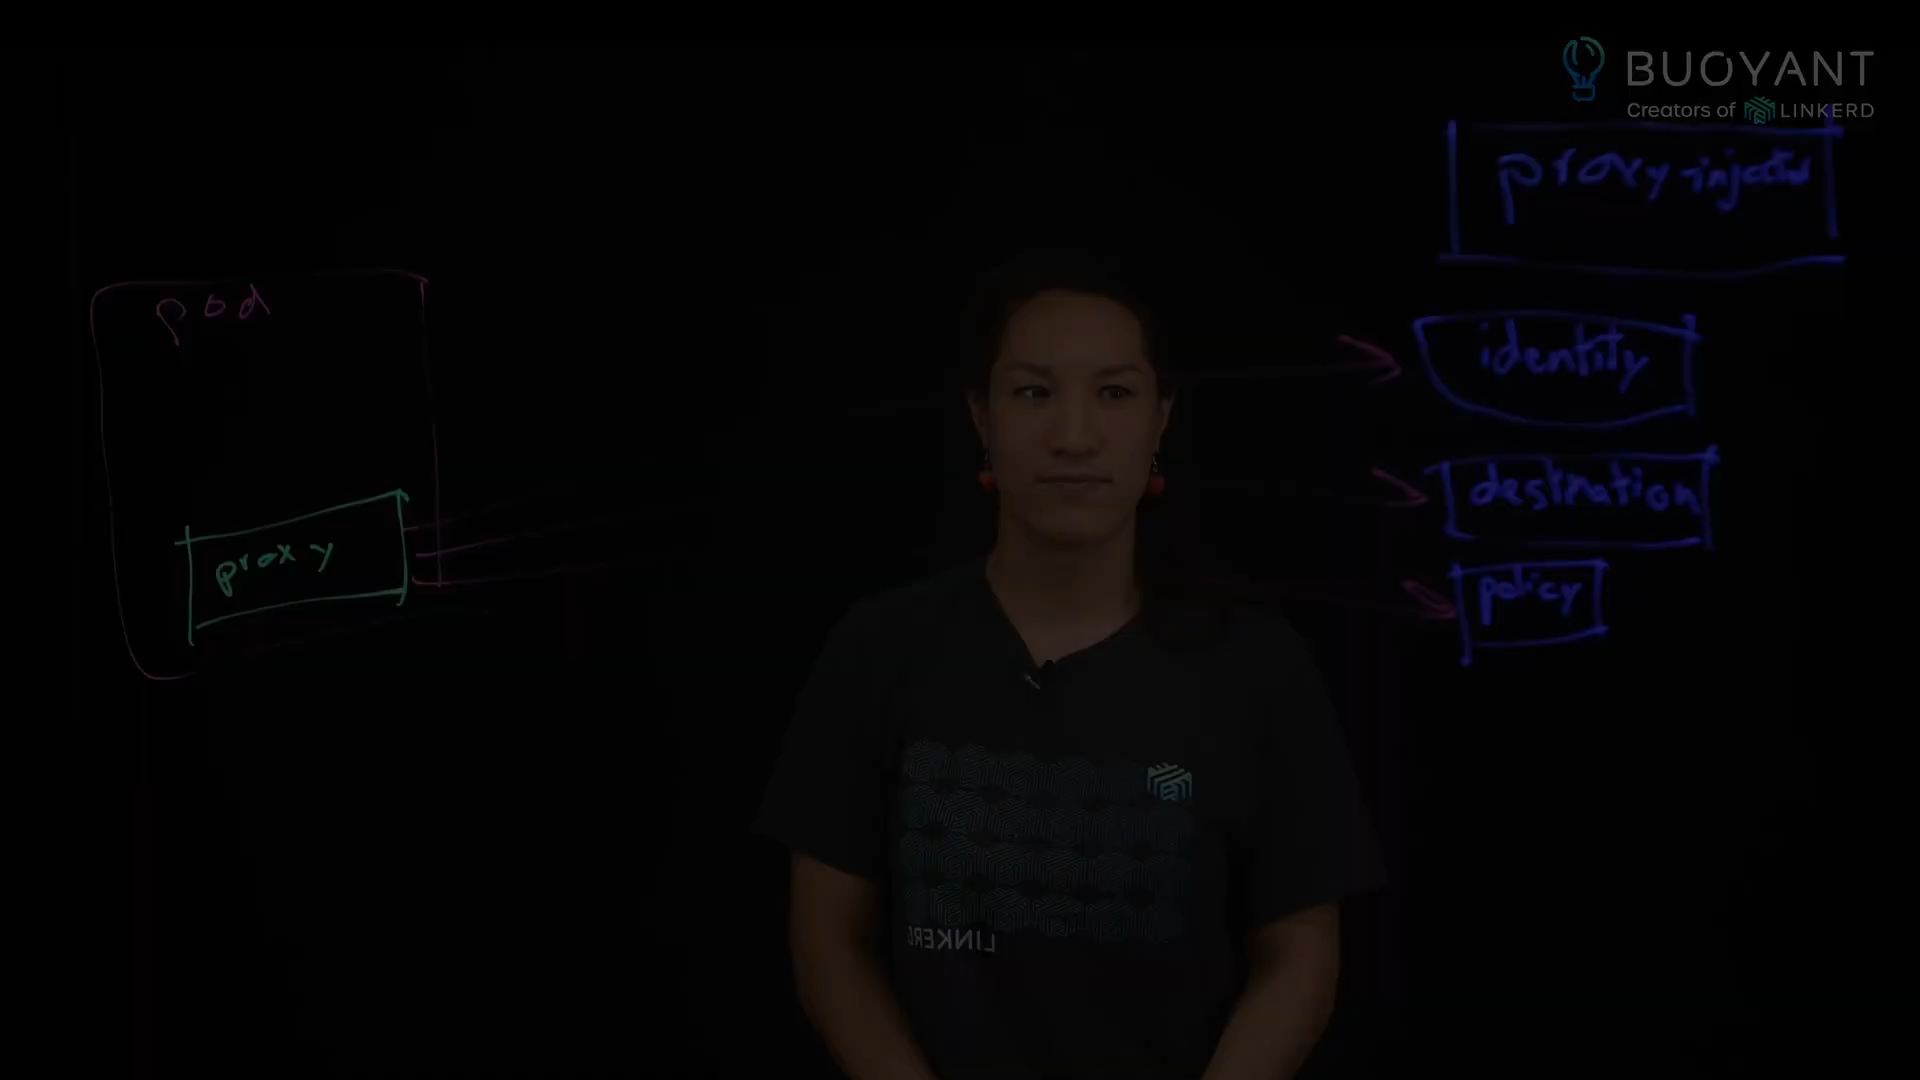 BUOYANT
Creators of LINKERD
proxy-injector
pod
identity
destination
proxy
policy
LINKERD